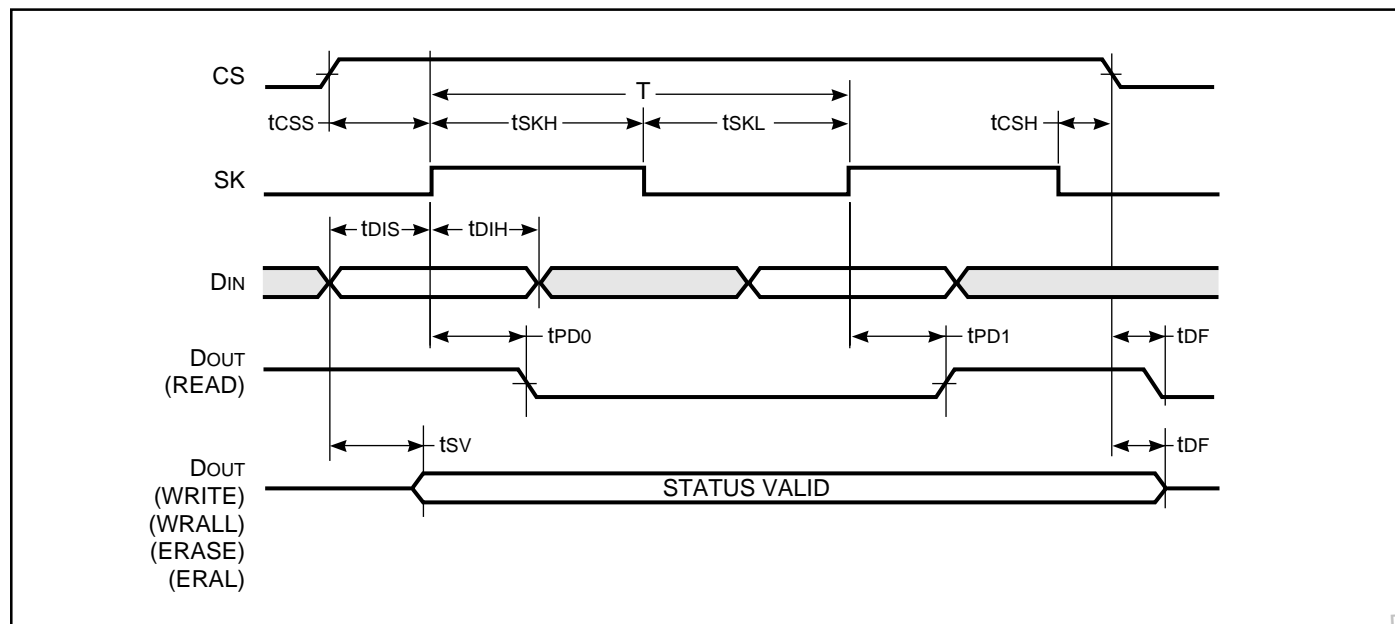 CS
T
tCSS
tSKH
tSKL
tCSH
SK
tDIS
tDIH
DIN
tPD0
tPD1
tDF
DOUT
(READ)
tSV
tDF
DOUT
(WRITE)
(WRALL)
(ERASE)
(ERAL)
STATUS VALID